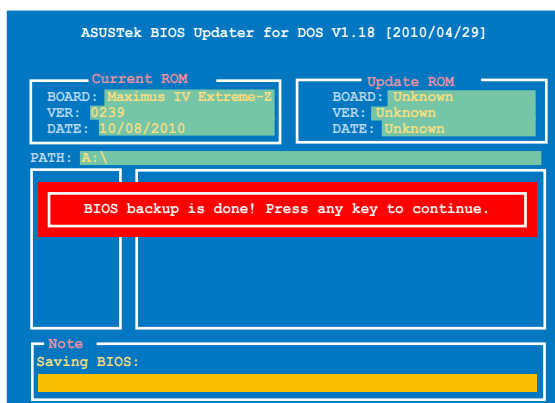 ASUSTek BIOS Updater for DOS V1.18 [2010/04/29]
Current ROM
BOARD: Maximus IV Extreme-Z
VER: 0239
DATE: 10/08/2010
Update ROM
BOARD: Unknown
VER: Unknown
DATE: Unknown
PATH: A:\
BIOS backup is done! Press any key to continue.
Note
Saving BIOS: